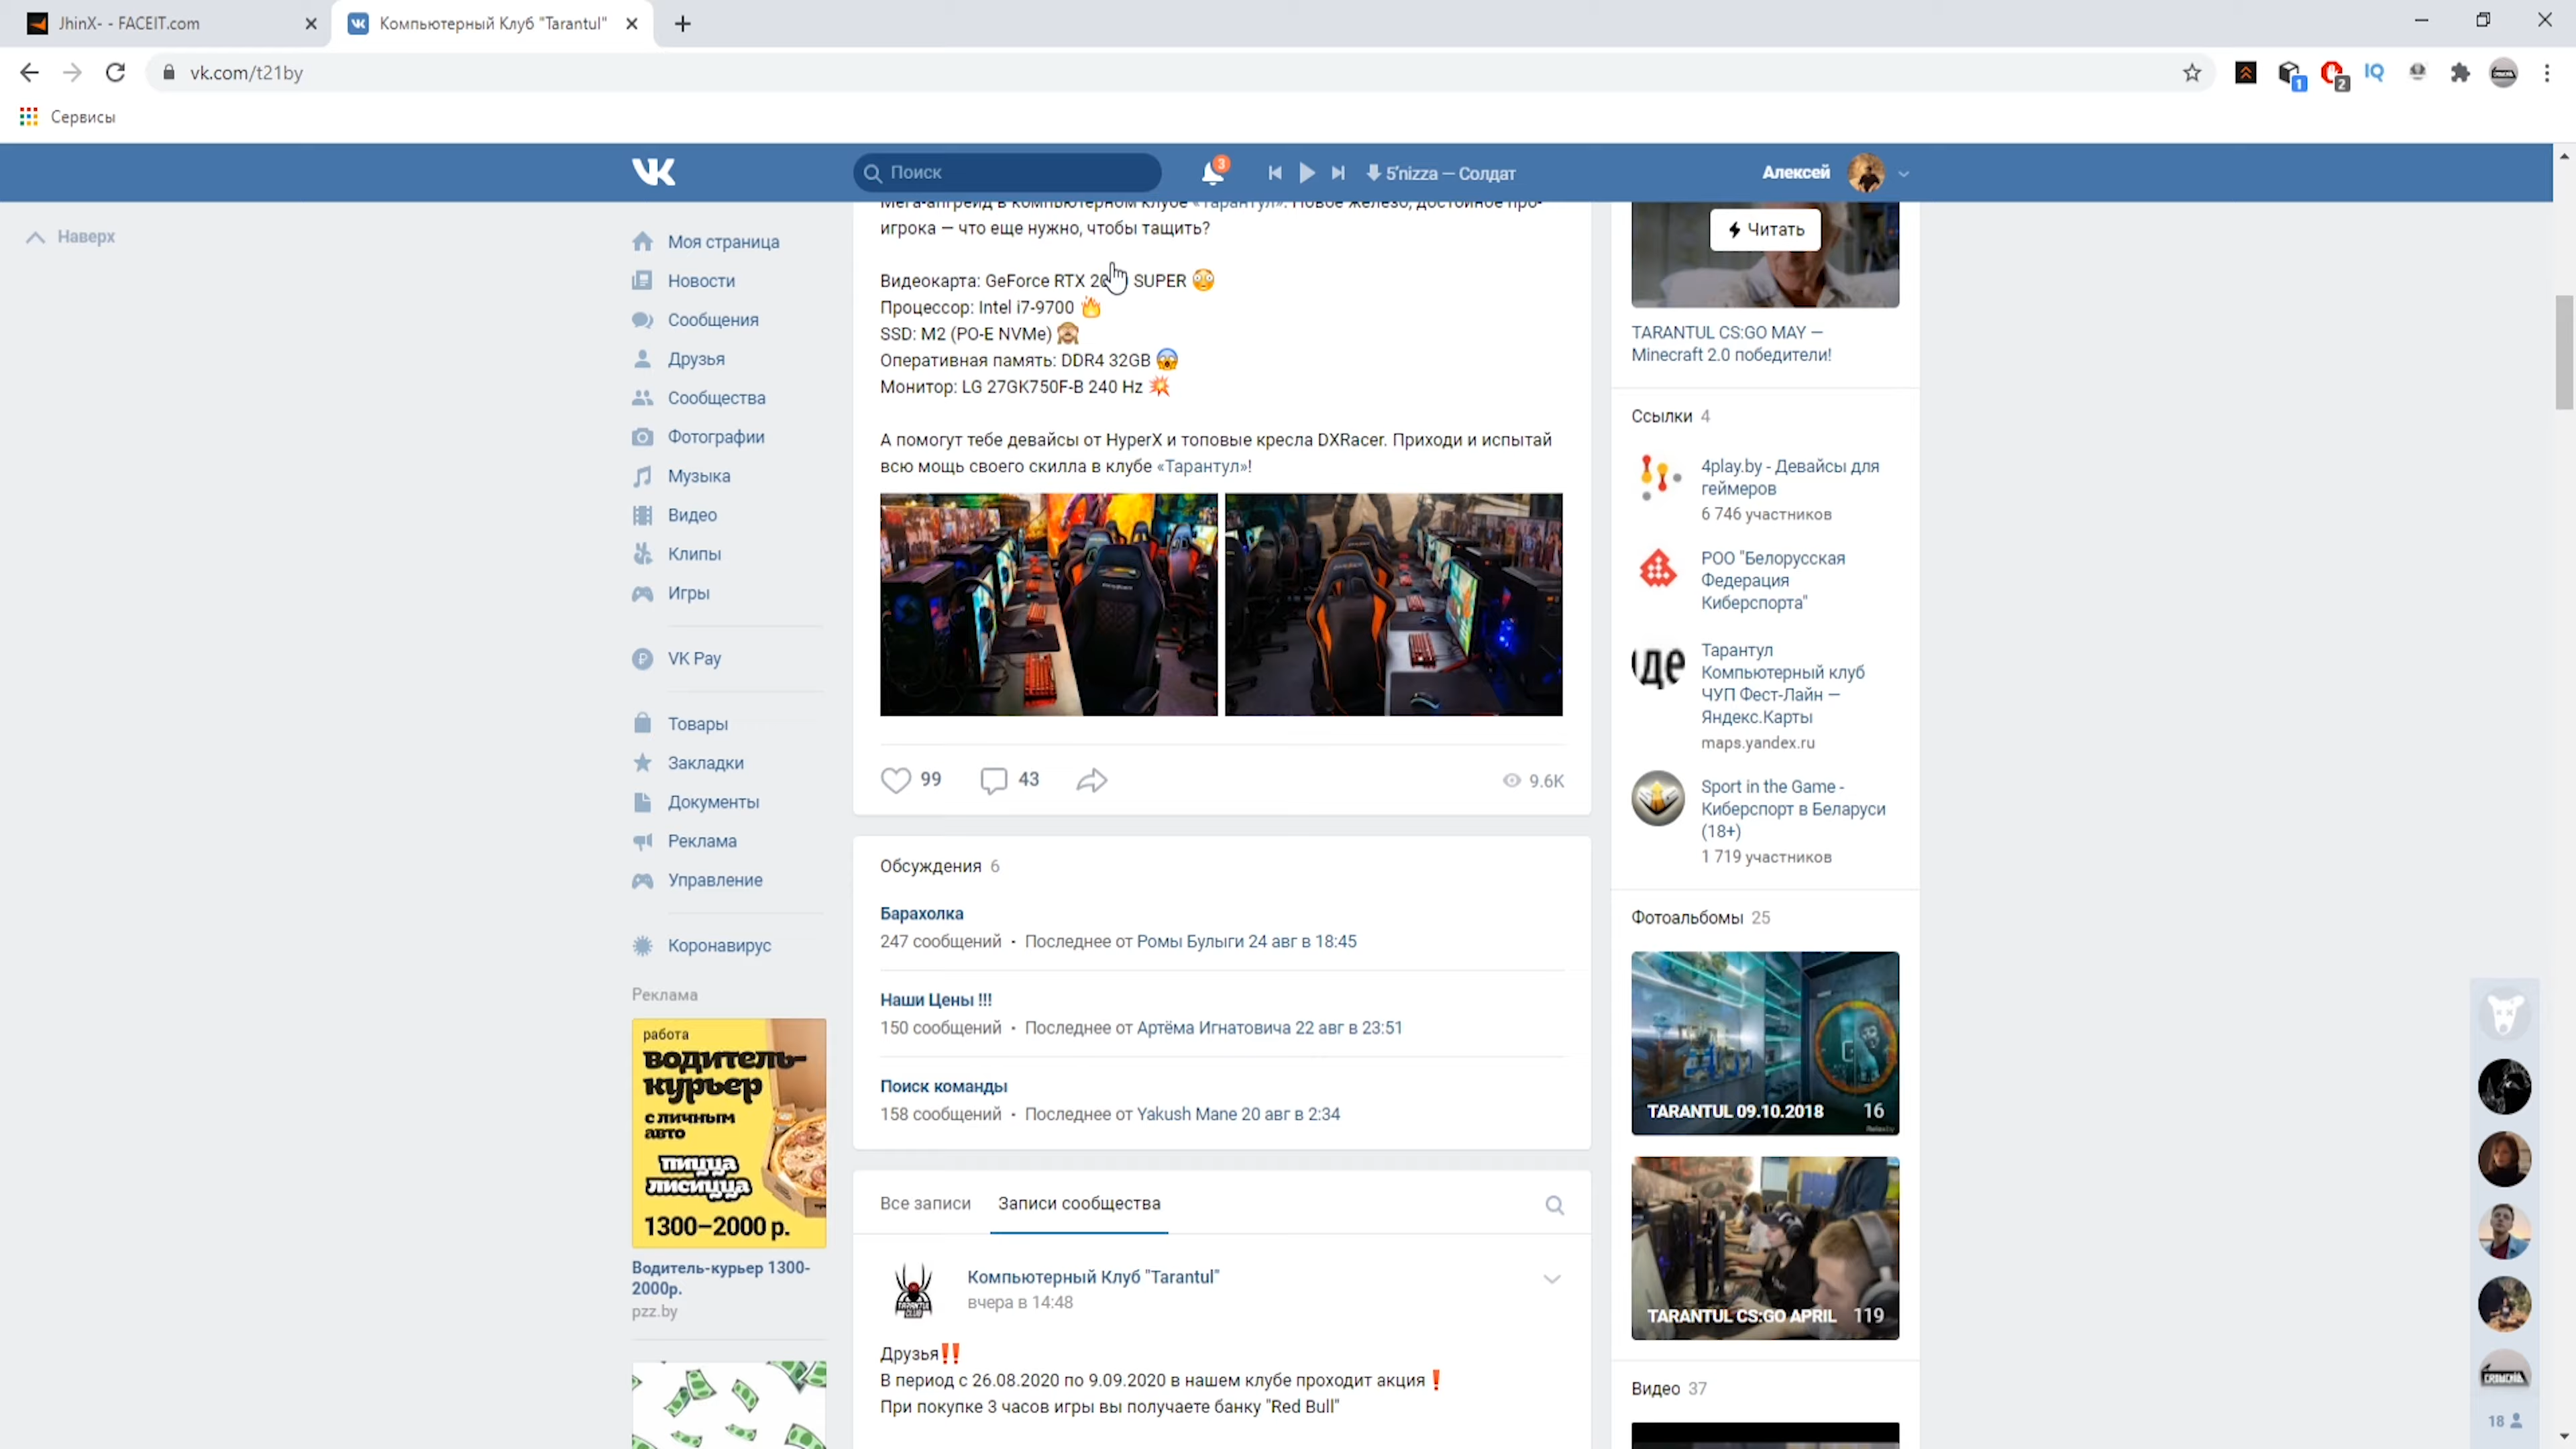 JhinX- - FACEIT.com
Компьютерный Клуб "Tarantul"
vk.com/t21by
1
2
IQ
Сервисы
Поиск
3
5'nizza — Солдат
Алексей
Наверх
Моя страница
Новости
Сообщения
Друзья
Сообщества
Фотографии
Музыка
Видео
Клипы
Игры
VK Pay
Товары
Закладки
Документы
Реклама
Управление
Коронавирус
Реклама
работа
водитель-
курьер
с личным
авто
пицца
лисицца
1300–2000 р.
Водитель-курьер 1300-
2000р.
pzz.by
Мега-апгрейд в компьютерном клубе «Тарантул». Новое железо, достойное про-
игрока — что еще нужно, чтобы тащить?
Видеокарта: GeForce RTX SUPER 😳
Процессор: Intel i7-9700 🔥
SSD: M2 (PO-E NVMe) 🙈
Оперативная память: DDR4 32GB 😱
Монитор: LG 27GK750F-B 240 Hz 💥
А помогут тебе девайсы от HyperX и топовые кресла DXRacer. Приходи и испытай
всю мощь своего скилла в клубе «Тарантул»!
99
43
9.6K
Обсуждения 6
Барахолка
247 сообщений · Последнее от Ромы Булыги 24 авг в 18:45
Наши Цены !!!
150 сообщений · Последнее от Артёма Игнатовича 22 авг в 23:51
Поиск команды
158 сообщений · Последнее от Yakush Mane 20 авг в 2:34
Все записи
Записи сообщества
Компьютерный Клуб "Tarantul"
вчера в 14:48
Друзья‼
В период с 26.08.2020 по 9.09.2020 в нашем клубе проходит акция❗
При покупке 3 часов игры вы получаете банку "Red Bull"
Читать
TARANTUL CS:GO MAY —
Minecraft 2.0 победители!
Ссылки 4
4play.by - Девайсы для
геймеров
6 746 участников
РОО "Белорусская
Федерация
Киберспорта"
Тарантул
Компьютерный клуб
ЧУП Фест-Лайн —
Яндекс.Карты
maps.yandex.ru
Sport in the Game -
Киберспорт в Беларуси
(18+)
1 719 участников
Фотоальбомы 25
TARANTUL 09.10.2018 16
TARANTUL CS:GO APRIL 119
Видео 37
18